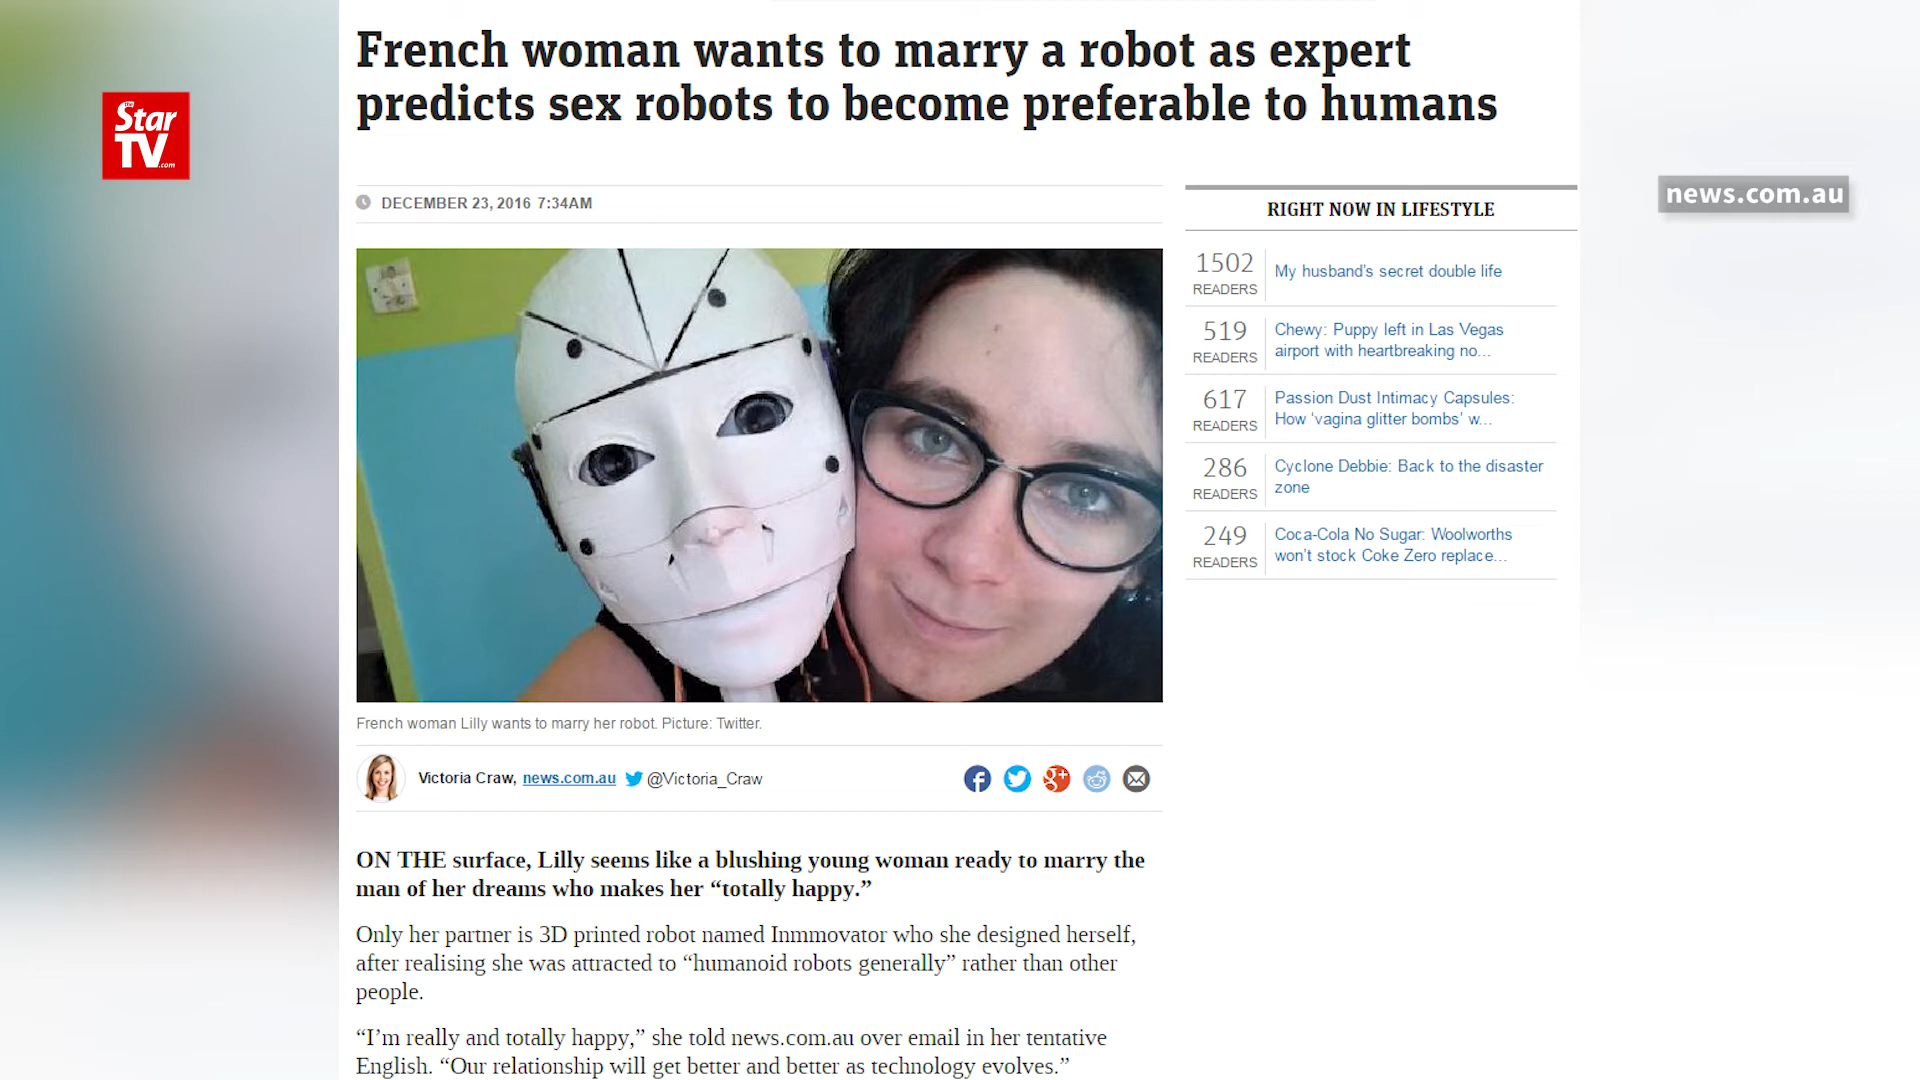 French woman wants to marry a robot as expert
predicts sex robots to become preferable to humans
The Star
TV.com
news.com.au
DECEMBER 23, 2016 7:34AM
French woman Lilly wants to marry her robot. Picture: Twitter.
Victoria Craw, news.com.au @Victoria_Craw
ON THE surface, Lilly seems like a blushing young woman ready to marry the
man of her dreams who makes her “totally happy.”
Only her partner is 3D printed robot named Inmmovator who she designed herself,
after realising she was attracted to “humanoid robots generally” rather than other
people.
“I’m really and totally happy,” she told news.com.au over email in her tentative
English. “Our relationship will get better and better as technology evolves.”
RIGHT NOW IN LIFESTYLE
1502 READERS
My husband's secret double life
519 READERS
Chewy: Puppy left in Las Vegas
airport with heartbreaking no...
617 READERS
Passion Dust Intimacy Capsules:
How ‘vagina glitter bombs’ w...
286 READERS
Cyclone Debbie: Back to the disaster
zone
249 READERS
Coca-Cola No Sugar: Woolworths
won’t stock Coke Zero replace...